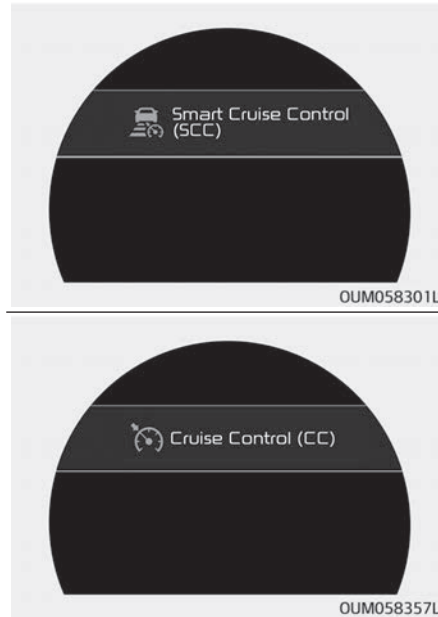 Smart Cruise Control
(SCC)
OUM058301L
Cruise Control (CC)
OUM058357L